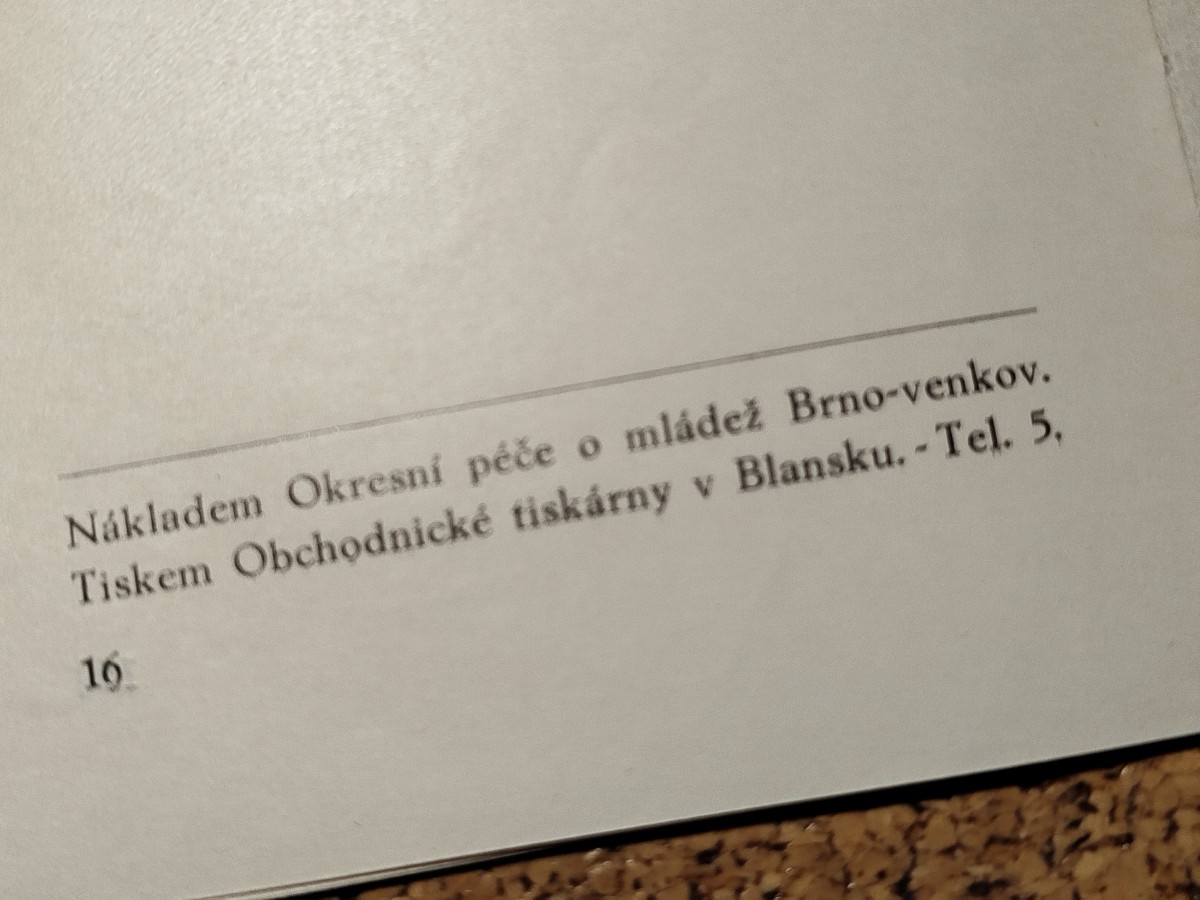 Nákladem Okresní péče o mládež Brno-venkov.
Tiskem Obchodnické tiskárny v Blansku. - Tel. 5.
16